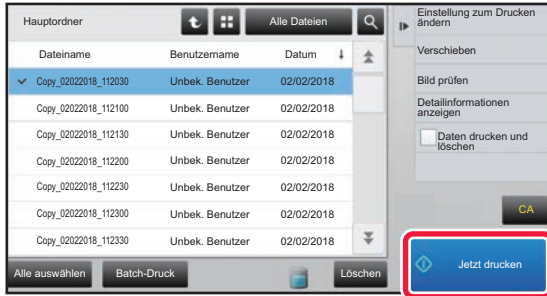 Hauptordner
Alle Dateien
Dateiname Benutzername Datum
Copy_02022018_112030 Unbek. Benutzer 02/02/2018
Copy_02022018_112100 Unbek. Benutzer 02/02/2018
Copy_02022018_112130 Unbek. Benutzer 02/02/2018
Copy_02022018_112200 Unbek. Benutzer 02/02/2018
Copy_02022018_112230 Unbek. Benutzer 02/02/2018
Copy_02022018_112300 Unbek. Benutzer 02/02/2018
Copy_02022018_112330 Unbek. Benutzer 02/02/2018
Alle auswählen Batch-Druck Löschen
Einstellung zum Drucken
ändern
Verschieben
Bild prüfen
Detailinformationen
anzeigen
Daten drucken und
löschen
CA
Jetzt drucken